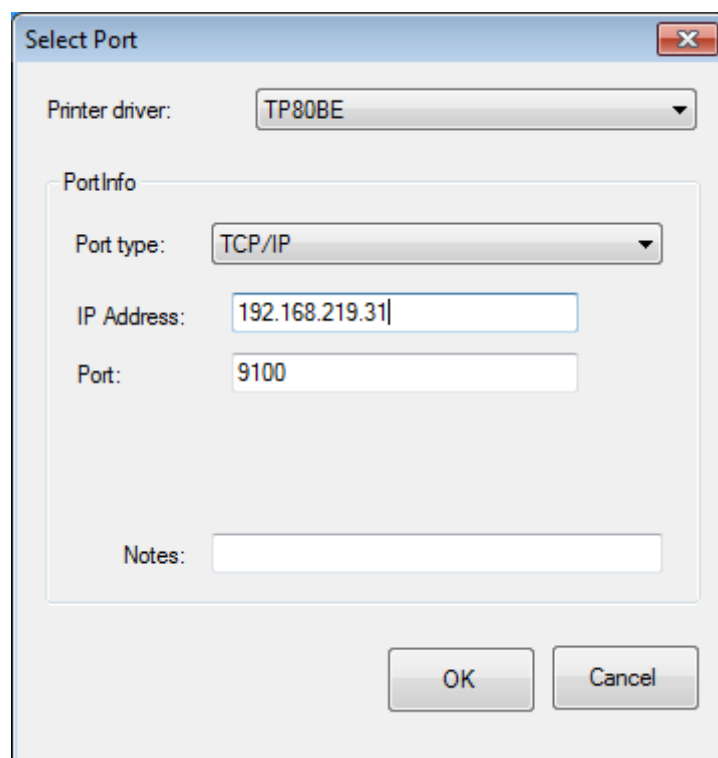 Select Port
Printer driver: TP80BE
PortInfo
Port type: TCP/IP
IP Address: 192.168.219.31
Port: 9100
Notes:
OK Cancel